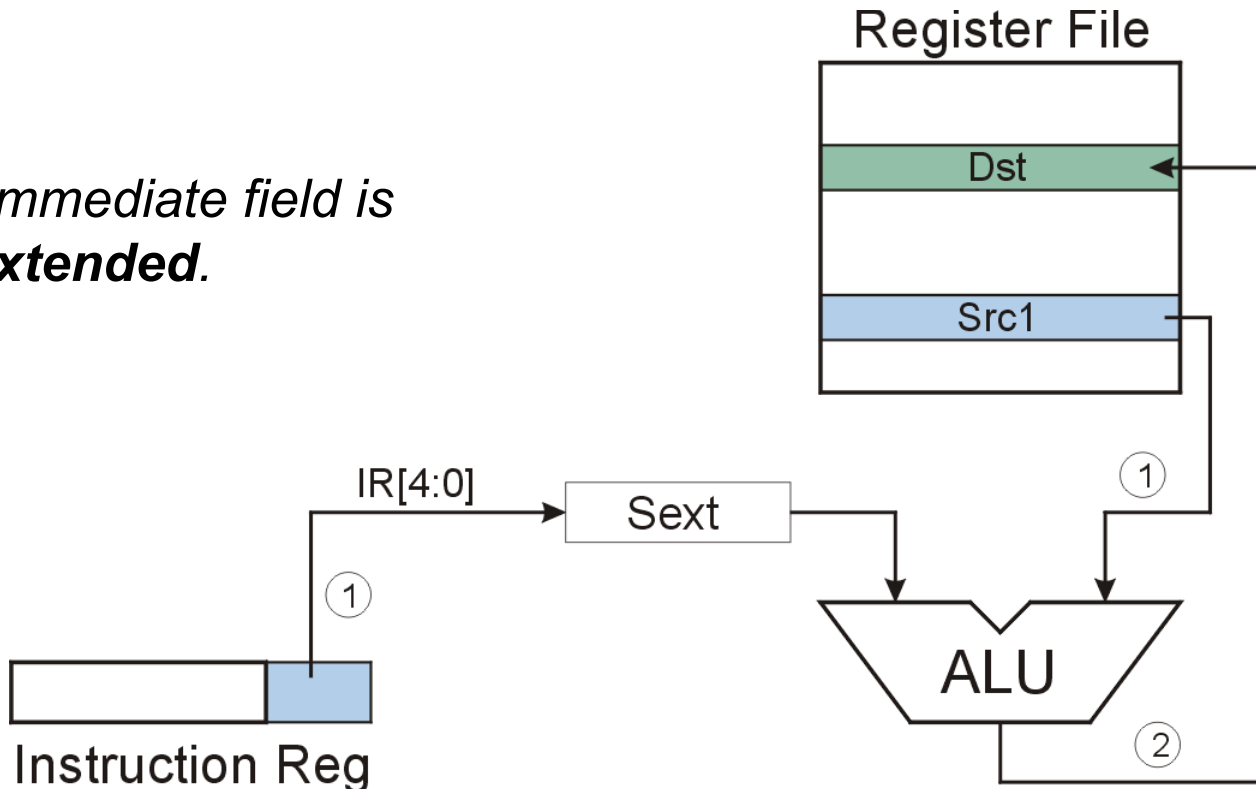 Register File
Dst
mmediate field is
xtended.
Src1
IR[4:0]
Sext
1
1
ALU
2
Instruction Reg